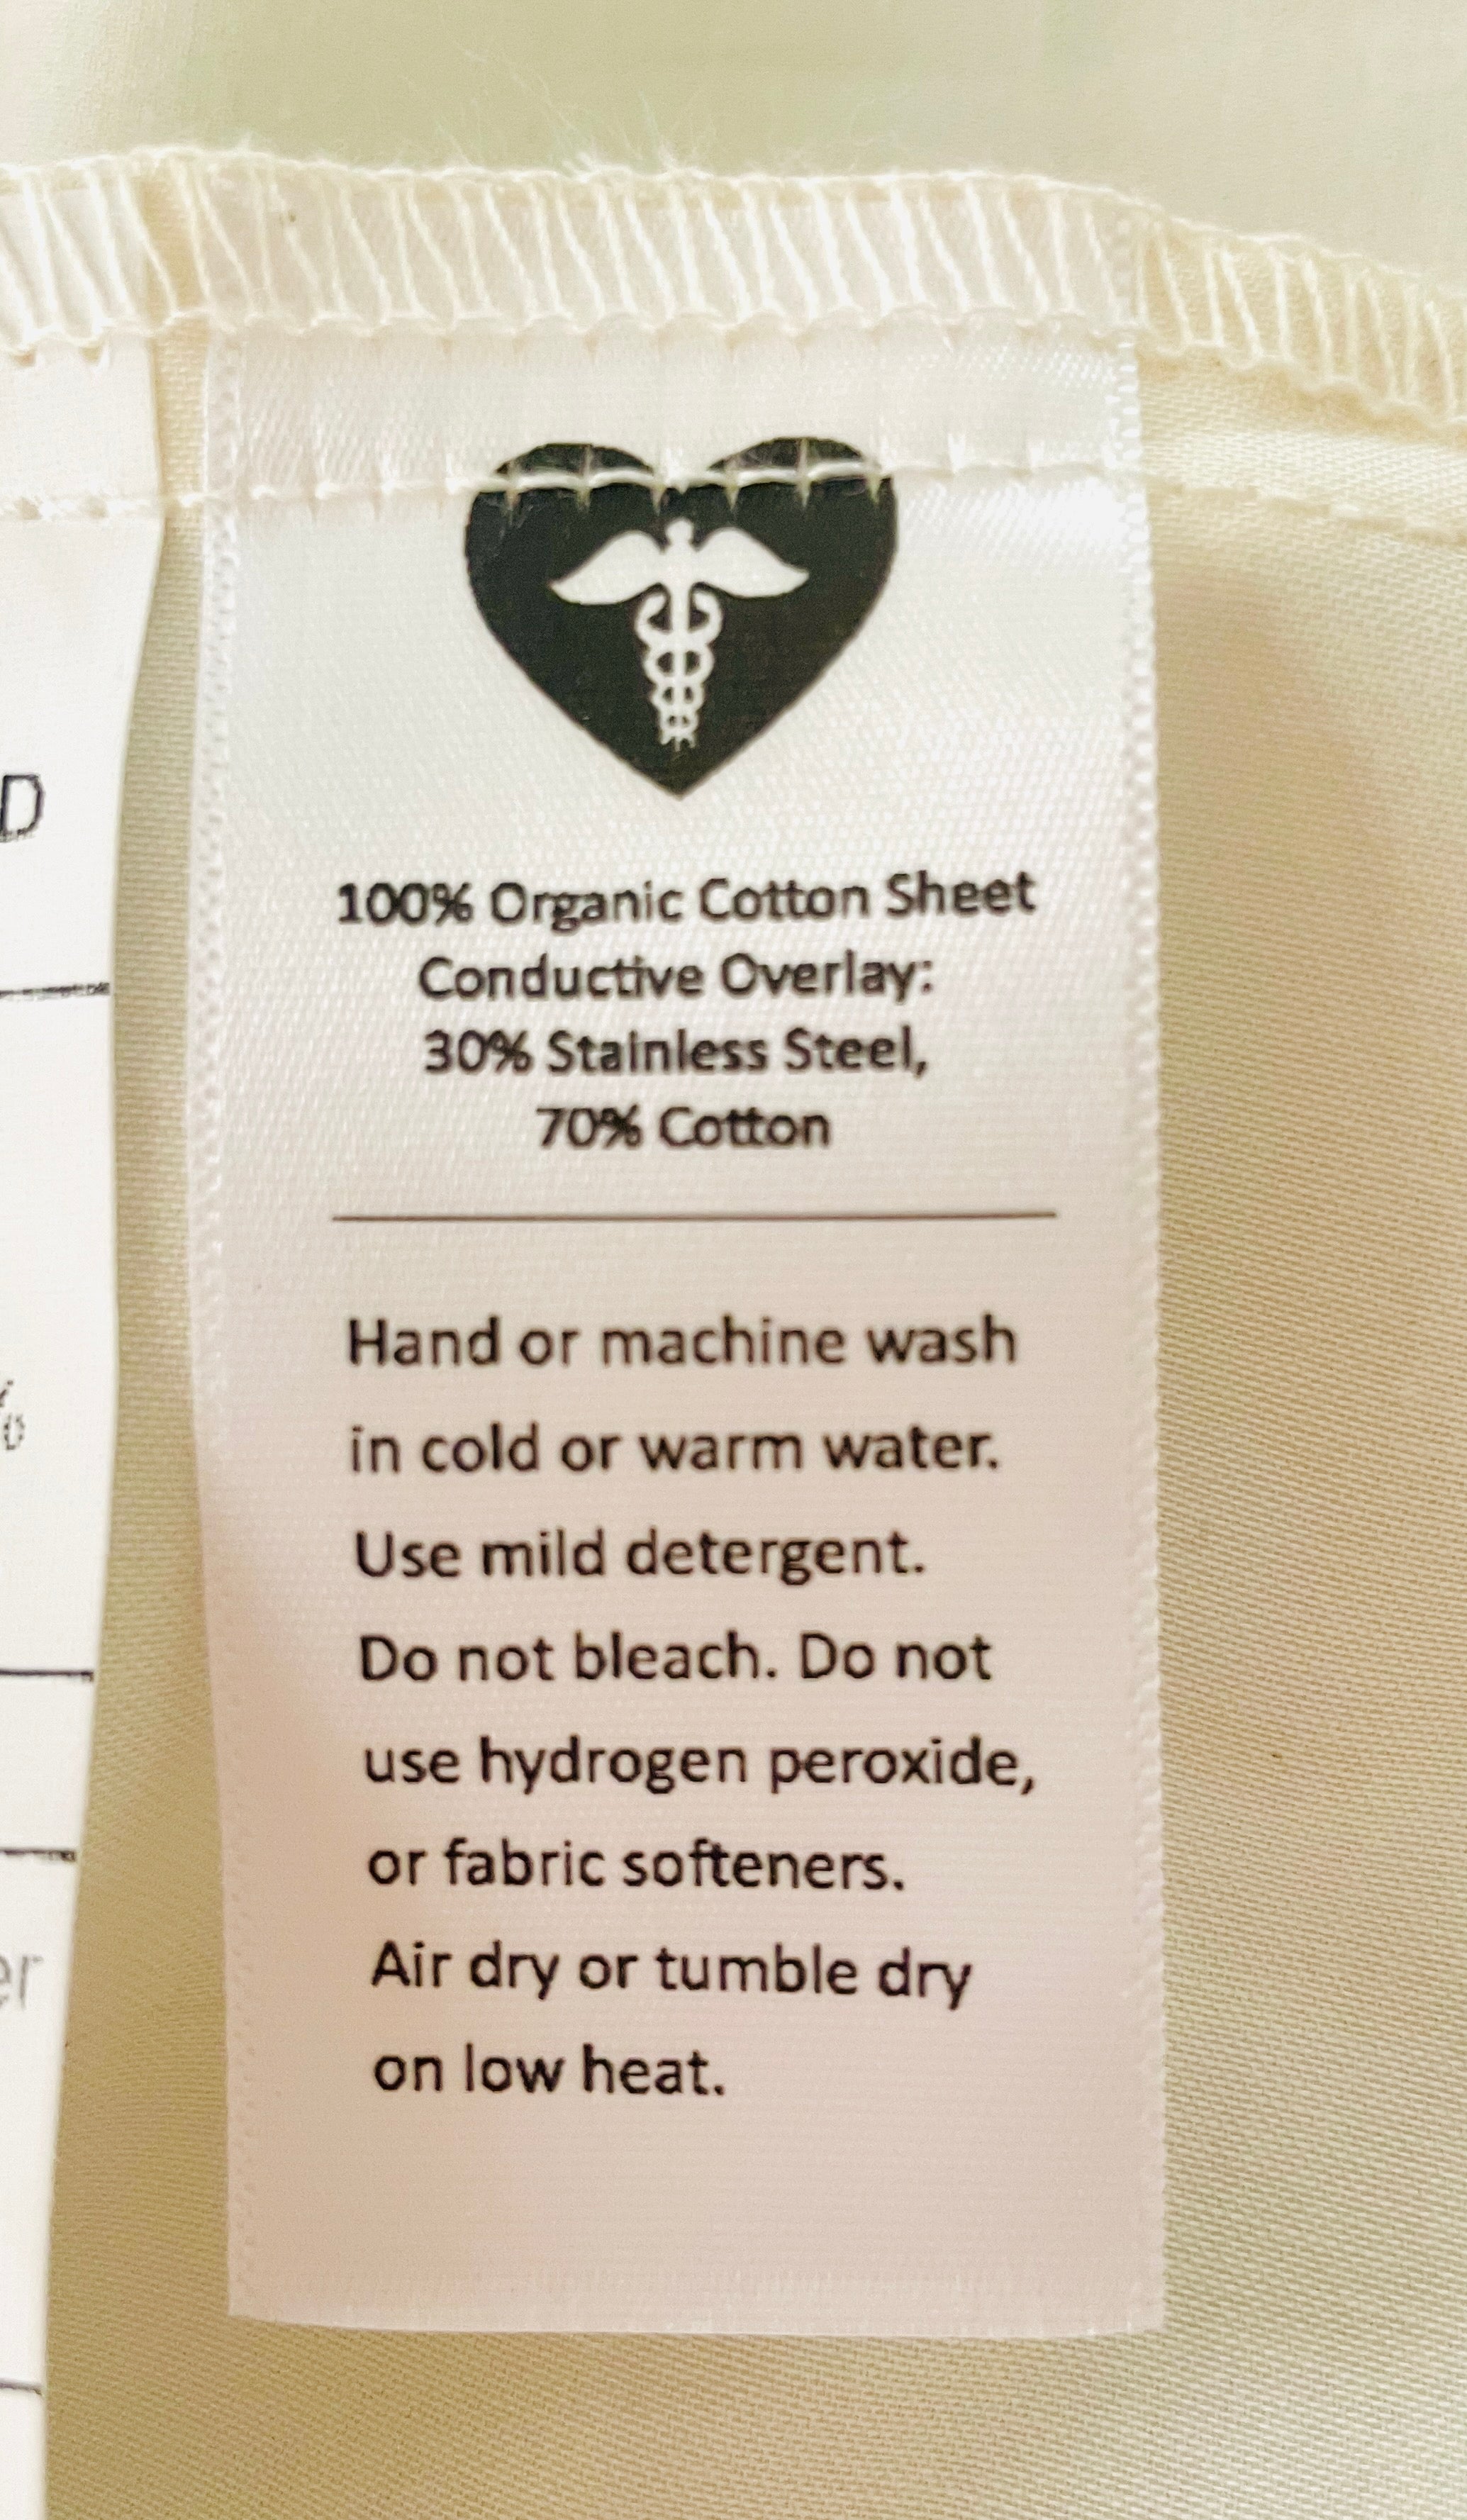 100% Organic Cotton Sheet
Conductive Overlay:
30% Stainless Steel,
70% Cotton
Hand or machine wash
in cold or warm water.
Use mild detergent.
Do not bleach. Do not
use hydrogen peroxide,
or fabric softeners.
Air dry or tumble dry
on low heat.
D
er